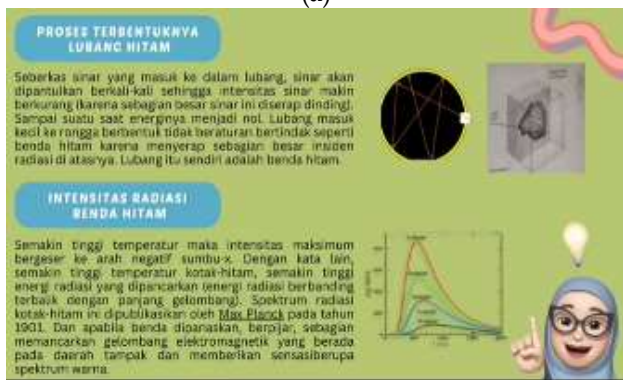 (a)
PROSES TERBENTUKNYA
LUBANG HITAM
Seberkas sinar yang masuk ke dalam lubang, sinar akan
dipantulkan berkali-kali sehingga intensitas sinar makin
berkurang (karena sebagian besar sinar ini diserap dinding).
Sampai suatu saat energinya menjadi nol. Lubang masuk
kecil ke rongga berbentuk tidak beraturan bertindak seperti
benda hitam karena menyerap sebagian besar insiden
radiasi di atasnya. Lubang itu sendiri adalah benda hitam.
INTENSITAS RADIASI
BENDA HITAM
Semakin tinggi temperatur maka intensitas maksimum
bergeser ke arah negatif sumbu-x. Dengan kata lain,
semakin tinggi temperatur kotak-hitam, semakin tinggi
energi radiasi yang dipancarkan (energi radiasi berbanding
terbalik dengan panjang gelombang). Spektrum radiasi
kotak-hitam ini dipublikasikan oleh Max Planck pada tahun
1901. Dan apabila benda dipanaskan, berpijar, sebagian
memancarkan gelombang elektromagnetik yang berada
pada daerah tampak dan memberikan sensasiberupa
spektrum warna.